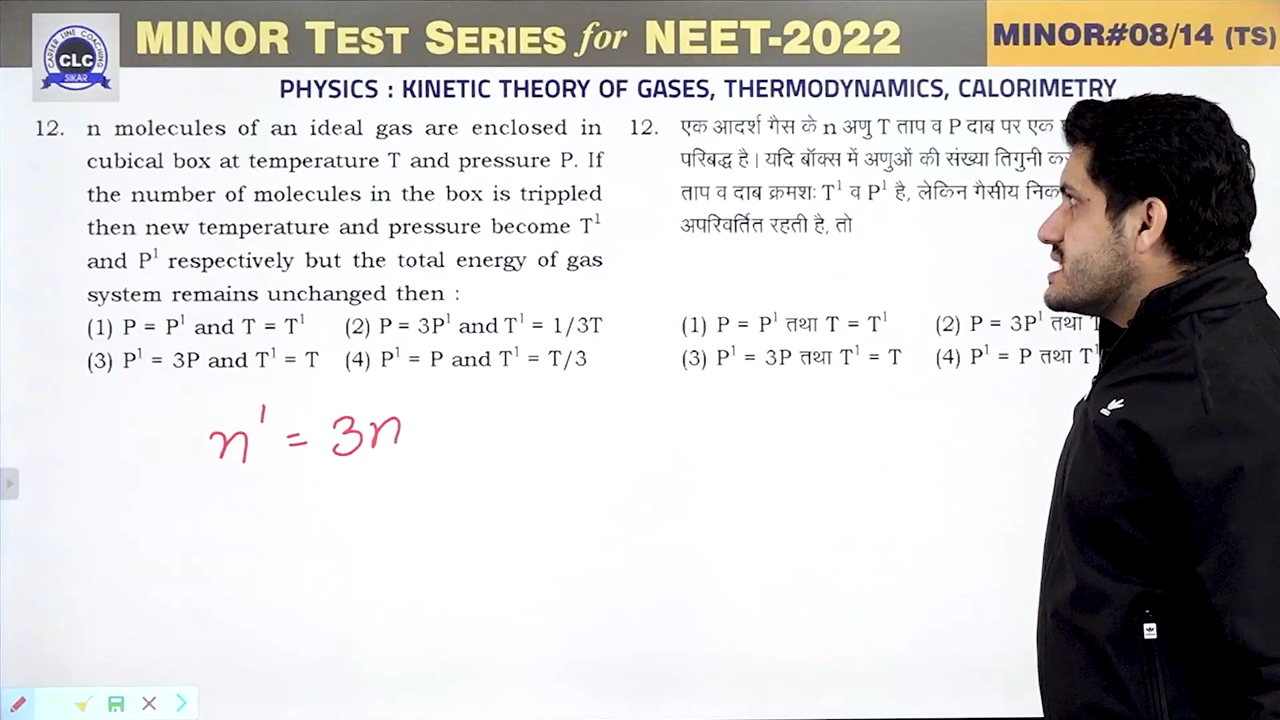 CAREER LINE COACHING
CLC
SIKAR
MINOR TEST SERIES for NEET-2022
MINOR#08/14 (TS)
PHYSICS : KINETIC THEORY OF GASES, THERMODYNAMICS, CALORIMETRY
12. n molecules of an ideal gas are enclosed in
cubical box at temperature T and pressure P. If
the number of molecules in the box is trippled
then new temperature and pressure become T¹
and P¹ respectively but the total energy of gas
system remains unchanged then :
(1) P = P¹ and T = T¹ (2) P = 3P¹ and T¹ = 1/3T
(3) P¹ = 3P and T¹ = T (4) P¹ = P and T¹ = T/3
12. एक आदर्श गैस के n अणु T ताप व P दाब पर एक
परिबद्ध है। यदि बॉक्स में अणुओं की संख्या तिगुनी
ताप व दाब क्रमशः T¹ व P¹ है, लेकिन गैसीय
अपरिवर्तित रहती है, तो
(1) P = P¹ तथा T = T¹ (2) P = 3P¹ तथा
(3) P¹ = 3P तथा T¹ = T (4) P¹ = P तथा T¹
n' = 3n